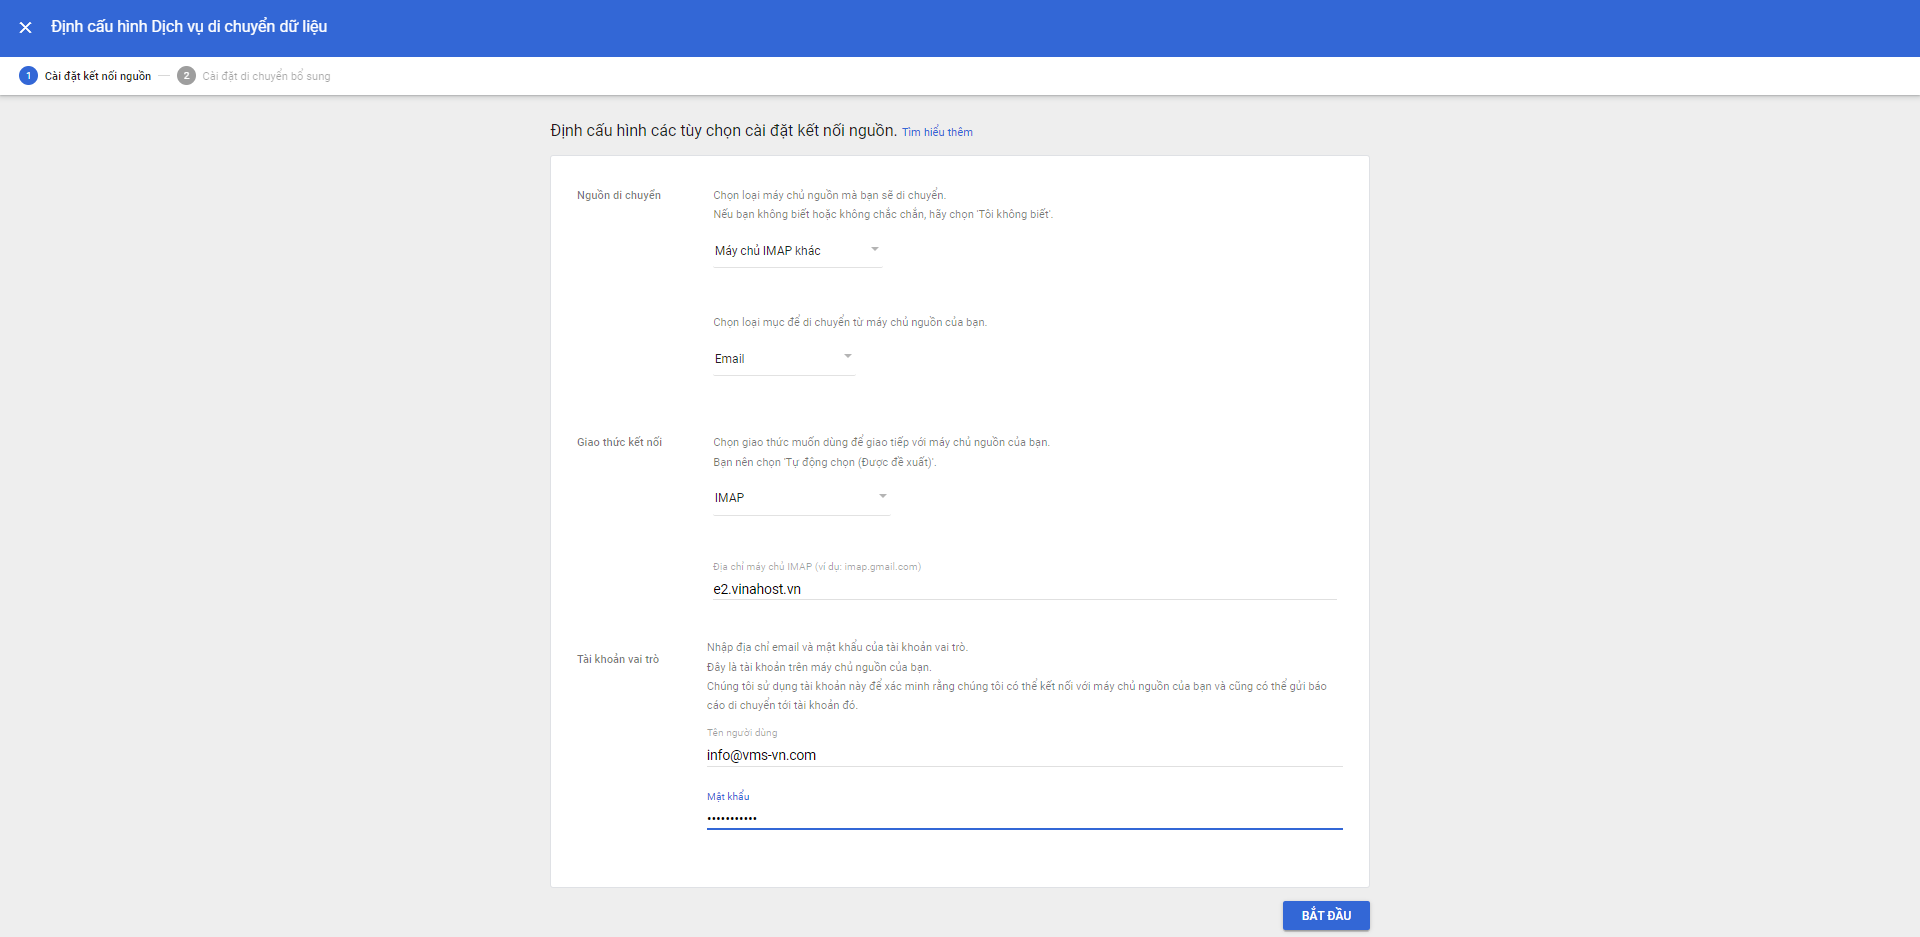 Định cấu hình Dịch vụ di chuyển dữ liệu
1 Cài đặt kết nối nguồn 2 Cài đặt di chuyển bổ sung
Định cấu hình các tùy chọn cài đặt kết nối nguồn. Tìm hiểu thêm
Nguồn di chuyển
Chọn loại máy chủ nguồn mà bạn sẽ di chuyển.
Nếu bạn không biết hoặc không chắc chắn, hãy chọn 'Tôi không biết'.
Máy chủ IMAP khác
Chọn loại mục để di chuyển từ máy chủ nguồn của bạn.
Email
Giao thức kết nối
Chọn giao thức muốn dùng để giao tiếp với máy chủ nguồn của bạn.
Bạn nên chọn 'Tự động chọn (Được đề xuất)'.
IMAP
Địa chỉ máy chủ IMAP (ví dụ: imap.gmail.com)
e2.vinahost.vn
Tài khoản vai trò
Nhập địa chỉ email và mật khẩu của tài khoản vai trò.
Đây là tài khoản trên máy chủ nguồn của bạn.
Chúng tôi sử dụng tài khoản này để xác minh rằng chúng tôi có thể kết nối với máy chủ nguồn của bạn và cũng có thể gửi báo
cáo di chuyển tới tài khoản đó.
Tên người dùng
info@vms-vn.com
Mật khẩu
•••••••••••
BẮT ĐẦU